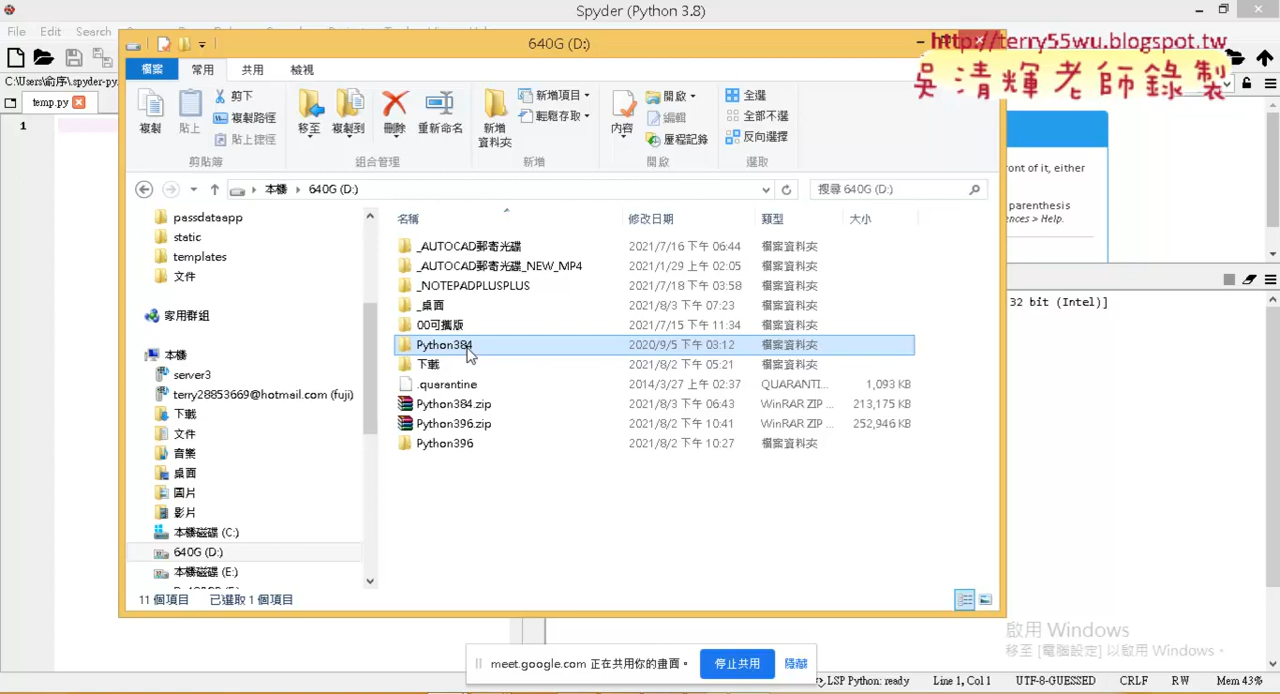 Spyder (Python 3.8)
File Edit Search
C:\Users\俞序\.spyder-py
temp.py
1
640G (D:)
http://terry55wu.blogspot.tw
吳清輝老師錄製
檔案 常用 共用 檢視
複製
貼上
剪下
複製路徑
貼上捷徑
剪貼簿
移至
複製到
刪除
重新命名
組合管理
新增
資料夾
新增項目
輕鬆存取
新增
內容
開啟
編輯
歷程記錄
開啟
全選
全部不選
反向選擇
選取
本機 640G (D:)
搜尋 640G (D:)
passdataapp
static
templates
文件
家用群組
本機
server3
terry28853669@hotmail.com (fuji)
下載
文件
音樂
桌面
圖片
影片
本機磁碟 (C:)
640G (D:)
本機磁碟 (E:)
名稱 修改日期 類型 大小
_AUTOCAD郵寄光碟 2021/7/16 下午 06:44 檔案資料夾
_AUTOCAD郵寄光碟_NEW_MP4 2021/1/29 上午 02:05 檔案資料夾
_NOTEPADPLUSPLUS 2021/7/18 下午 03:58 檔案資料夾
_桌面 2021/8/3 下午 07:23 檔案資料夾
00可攜版 2021/7/15 下午 11:34 檔案資料夾
Python384 2020/9/5 下午 03:12 檔案資料夾
下載 2021/8/2 下午 05:21 檔案資料夾
.quarantine 2014/3/27 上午 02:37 QUARANTI... 1,093 KB
Python384.zip 2021/8/3 下午 06:43 WinRAR ZIP ... 213,175 KB
Python396.zip 2021/8/2 下午 10:41 WinRAR ZIP ... 252,946 KB
Python396 2021/8/2 下午 10:27 檔案資料夾
11 個項目 已選取 1 個項目
ront of it, either
parenthesis
ences > Help.
32 bit (Intel)]
啟用 Windows
移至 [電腦設定] 以啟用 Windows。
meet.google.com 正在共用你的畫面。 停止共用 隱藏
LSP Python: ready Line 1, Col 1 UTF-8-GUESSED CRLF RW Mem 43%